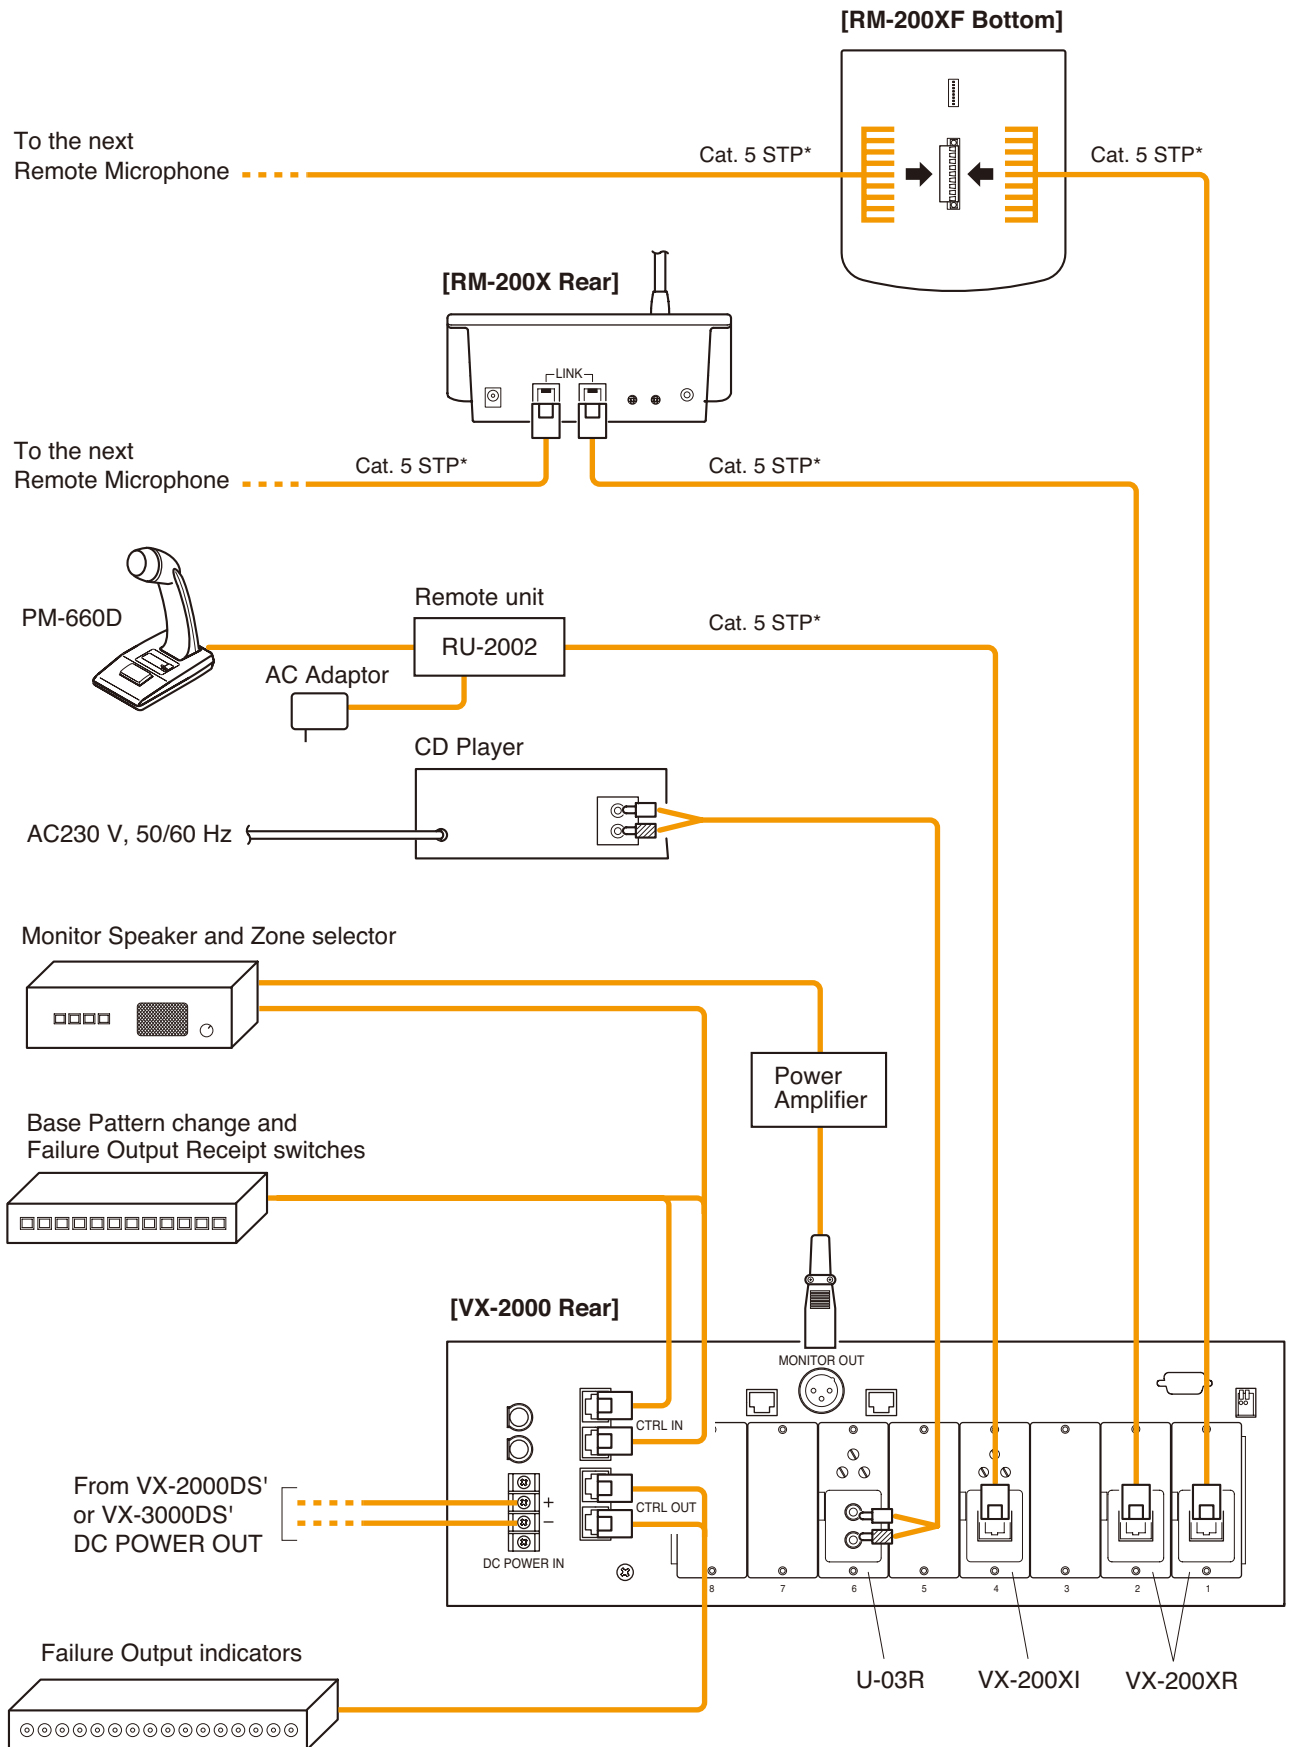 [RM-200XF Bottom]
To the next
Remote Microphone
Cat. 5 STP*
Cat. 5 STP*
[RM-200X Rear]
LINK
To the next
Remote Microphone
Cat. 5 STP*
Cat. 5 STP*
PM-660D
Remote unit
RU-2002
Cat. 5 STP*
AC Adaptor
CD Player
AC230 V, 50/60 Hz
Monitor Speaker and Zone selector
Power
Amplifier
Base Pattern change and
Failure Output Receipt switches
[VX-2000 Rear]
MONITOR OUT
CTRL IN
From VX-2000DS'
or VX-3000DS'
DC POWER OUT
+
–
CTRL OUT
DC POWER IN
8 7 6 5 4 3 2 1
Failure Output indicators
U-03R
VX-200XI
VX-200XR